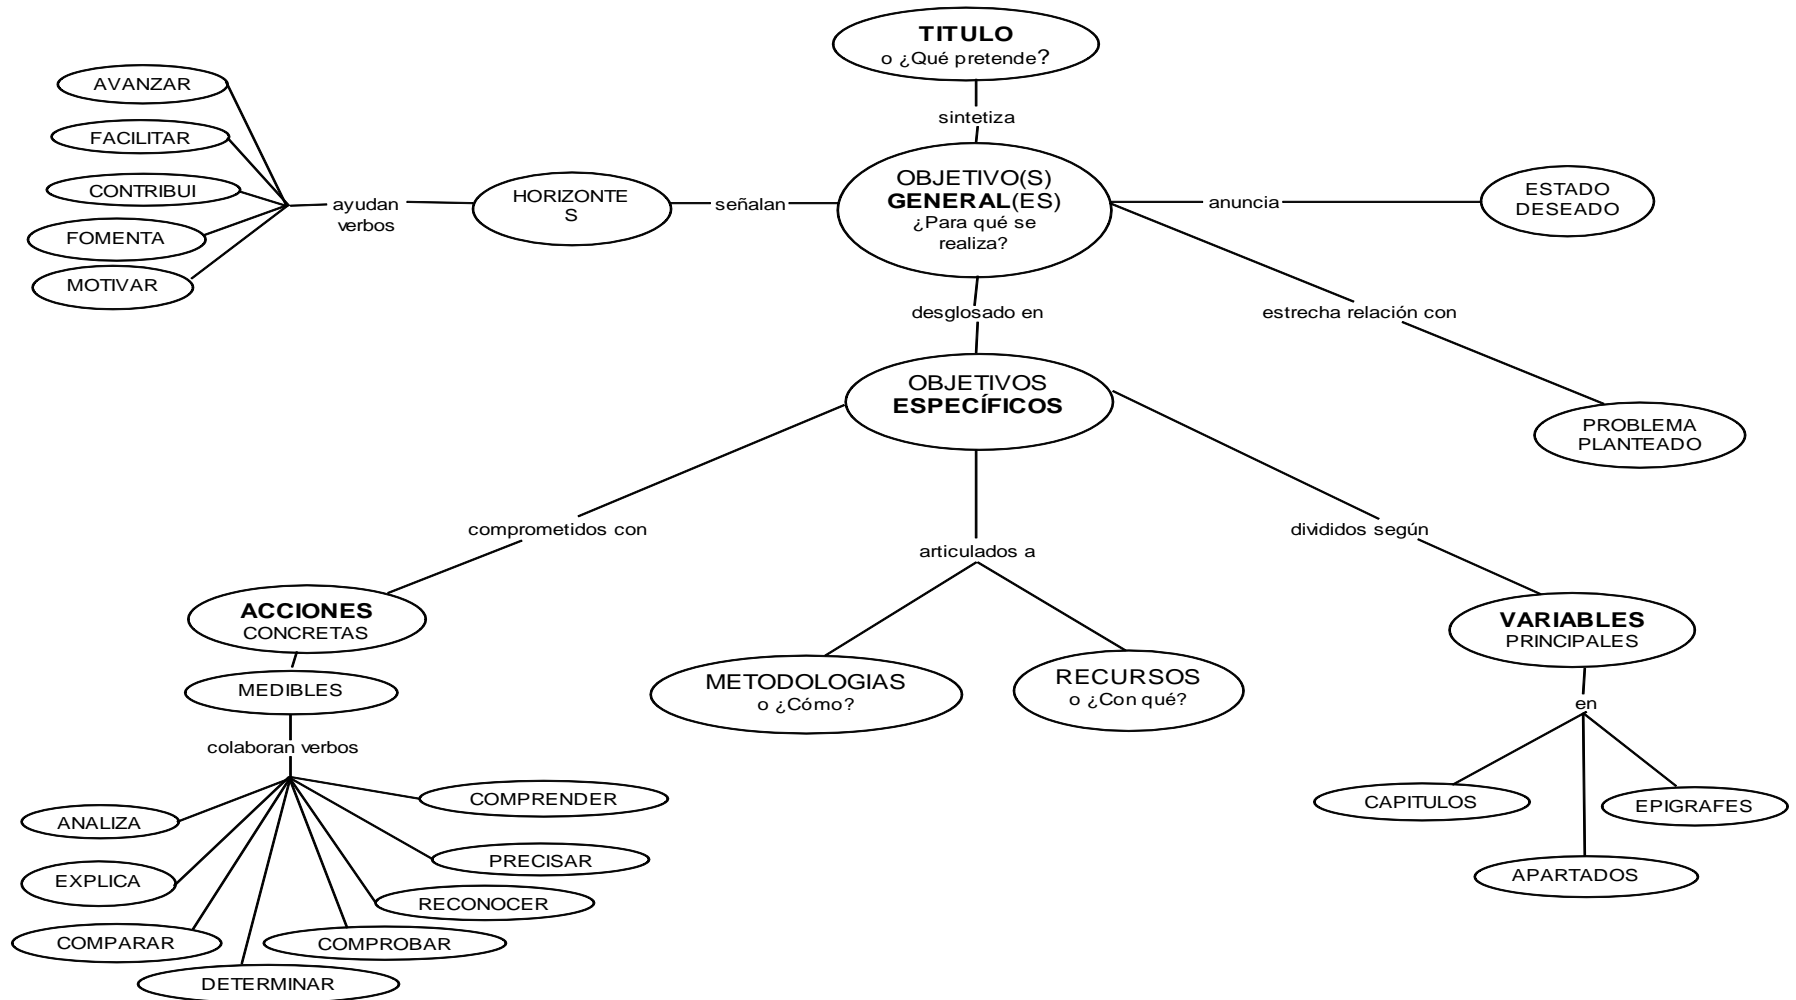 TITULO
o ¿Qué pretende?
sintetiza
AVANZAR
FACILITAR
CONTRIBUI
FOMENTA
MOTIVAR
ayudan
verbos
HORIZONTE
S
señalan
OBJETIVO(S)
GENERAL(ES)
¿Para qué se
realiza?
anuncia
ESTADO
DESEADO
desglosado en
estrecha relación con
OBJETIVOS
ESPECÍFICOS
PROBLEMA
PLANTEADO
comprometidos con
articulados a
divididos según
ACCIONES
CONCRETAS
MEDIBLES
colaboran verbos
METODOLOGIAS
o ¿Cómo?
RECURSOS
o ¿Con qué?
VARIABLES
PRINCIPALES
en
CAPITULOS
EPIGRAFES
APARTADOS
ANALIZA
EXPLICA
COMPARAR
DETERMINAR
COMPROBAR
RECONOCER
PRECISAR
COMPRENDER